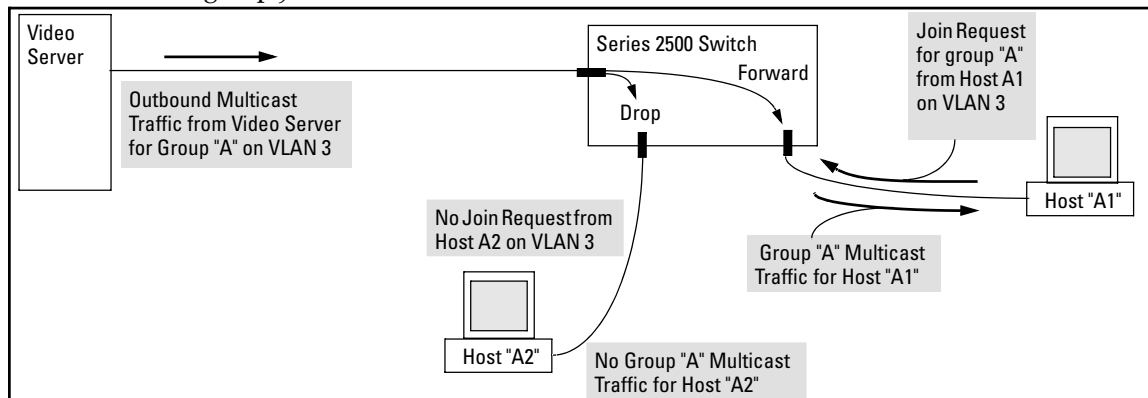 Video
Server
Outbound Multicast
Traffic from Video Server
for Group "A" on VLAN 3
Series 2500 Switch
Forward
Drop
Join Request
for group "A"
from Host A1
on VLAN 3
Host "A1"
Group "A" Multicast
Traffic for Host "A1"
No Join Request from
Host A2 on VLAN 3
Host "A2"
No Group "A" Multicast
Traffic for Host "A2"